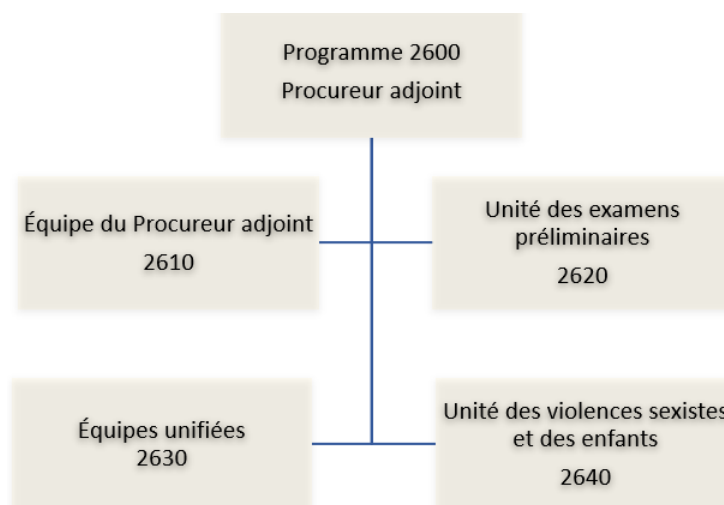 Programme 2600
Procureur adjoint
Équipe du Procureur adjoint
2610
Unité des examens
préliminaires
2620
Équipes unifiées
2630
Unité des violences sexistes
et des enfants
2640